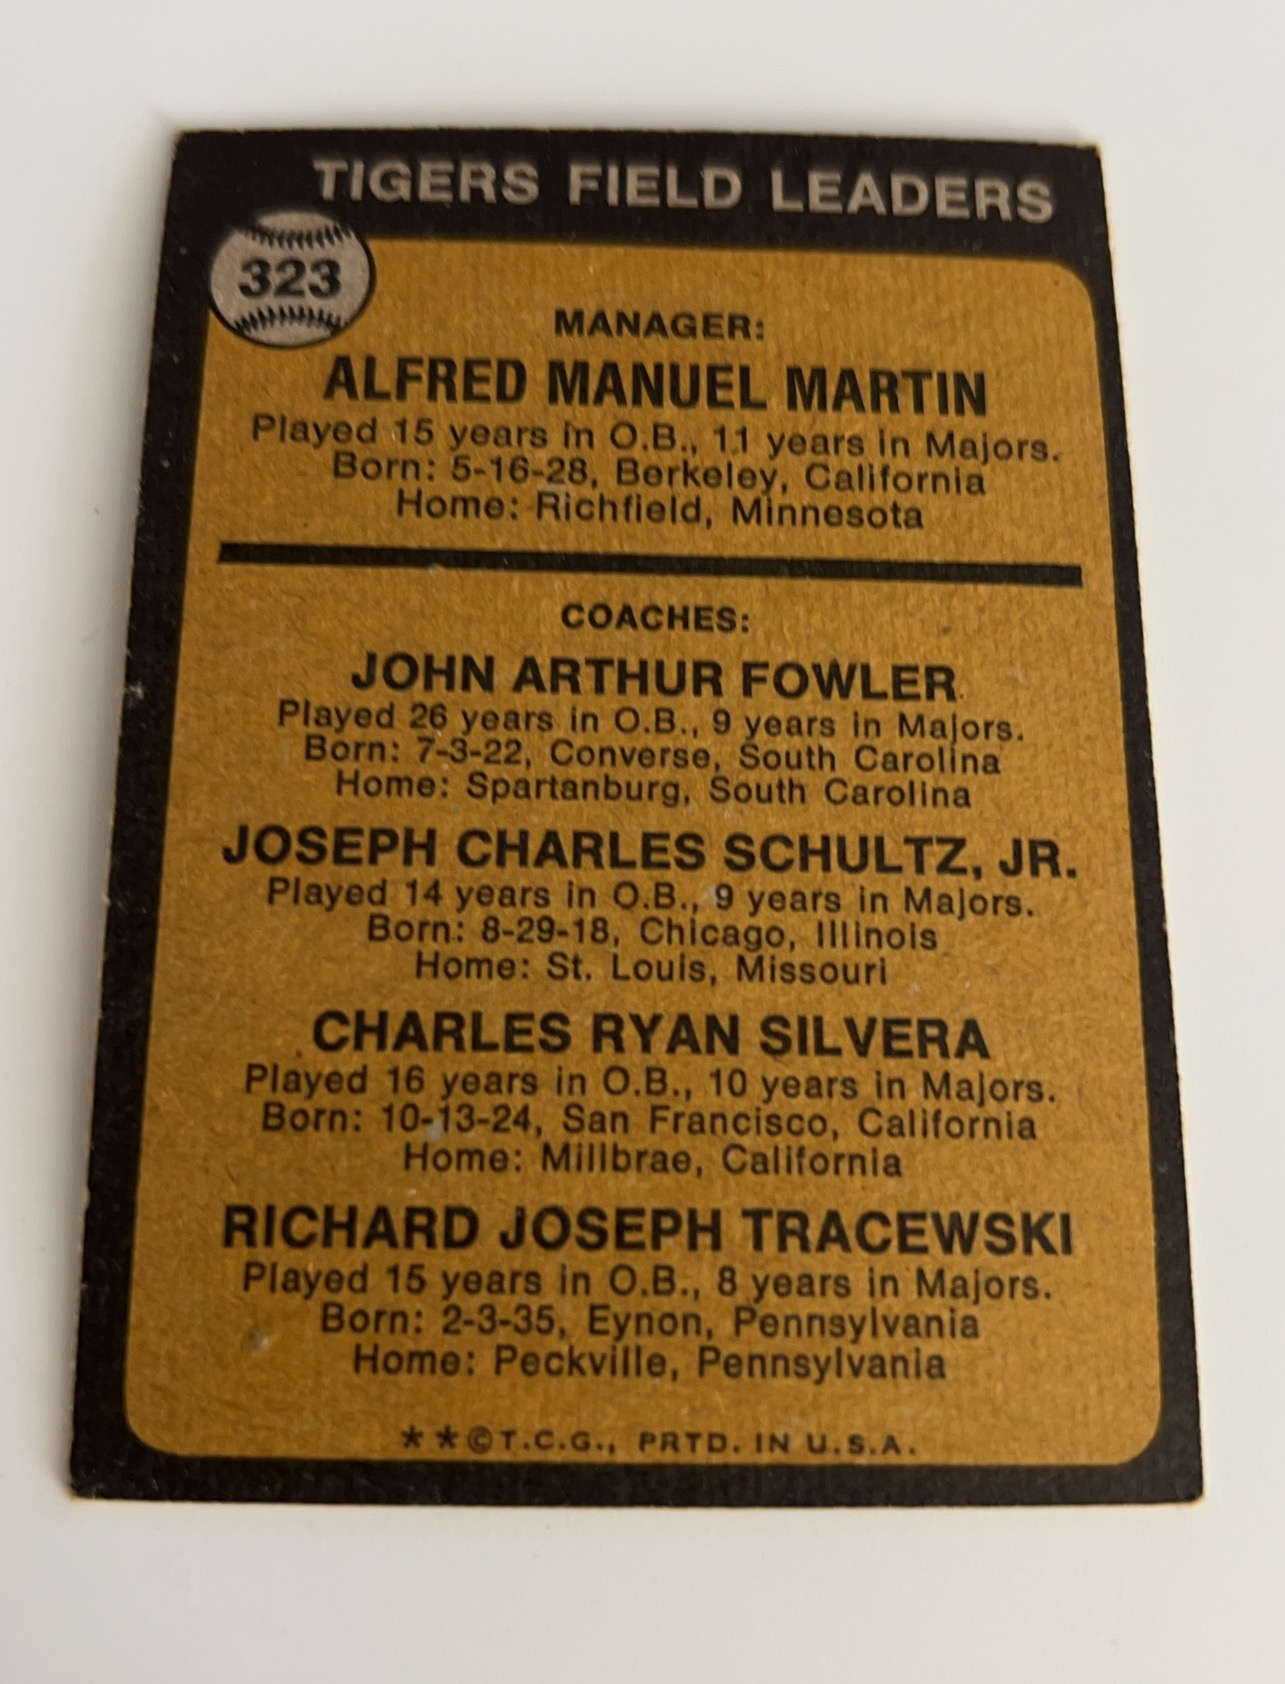 TIGERS FIELD LEADERS
323
MANAGER:
ALFRED MANUEL MARTIN
Played 15 years in O.B., 11 years in Majors.
Born: 5-16-28, Berkeley, California
Home: Richfield, Minnesota
COACHES:
JOHN ARTHUR FOWLER
Played 26 years in O.B., 9 years in Majors.
Born: 7-3-22, Converse, South Carolina
Home: Spartanburg, South Carolina
JOSEPH CHARLES SCHULTZ, JR.
Played 14 years in O.B., 9 years in Majors.
Born: 8-29-18, Chicago, Illinois
Home: St. Louis, Missouri
CHARLES RYAN SILVERA
Played 16 years in O.B., 10 years in Majors.
Born: 10-13-24, San Francisco, California
Home: Millbrae, California
RICHARD JOSEPH TRACEWSKI
Played 15 years in O.B., 8 years in Majors.
Born: 2-3-35, Eynon, Pennsylvania
Home: Peckville, Pennsylvania
**©T.C.G., PRTD. IN U.S.A.